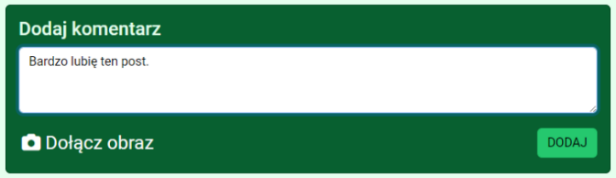 Dodaj komentarz
Bardzo lubię ten post.
Dołącz obraz
DODAJ